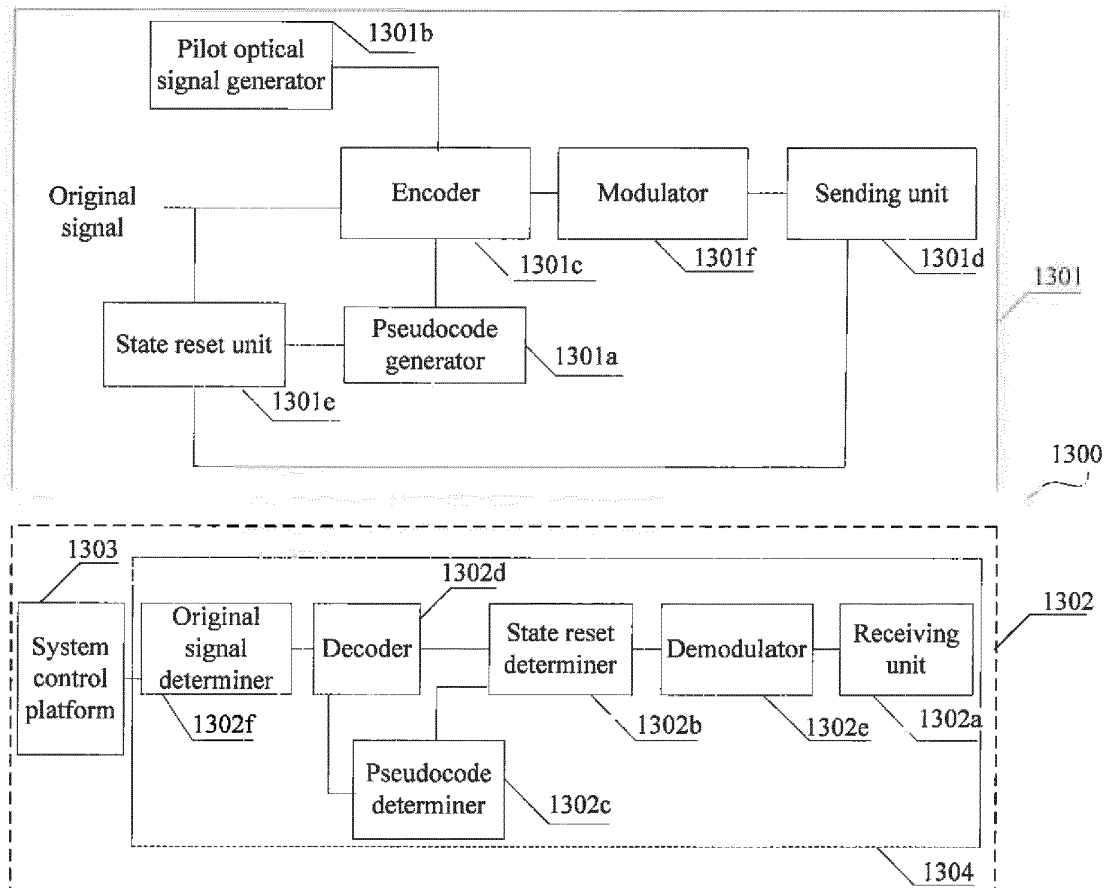 1301b
Pilot optical
signal generator
Encoder
Modulator
Sending unit
Original
signal
1301c
1301f
1301d
1301
State reset unit
Pseudocode
generator
1301a
1301e
1300
1303
1302d
1302
System
control
platform
Original
signal
determiner
Decoder
State reset
determiner
Demodulator
Receiving
unit
1302f
1302b
1302e
1302a
Pseudocode
determiner
1302c
1304